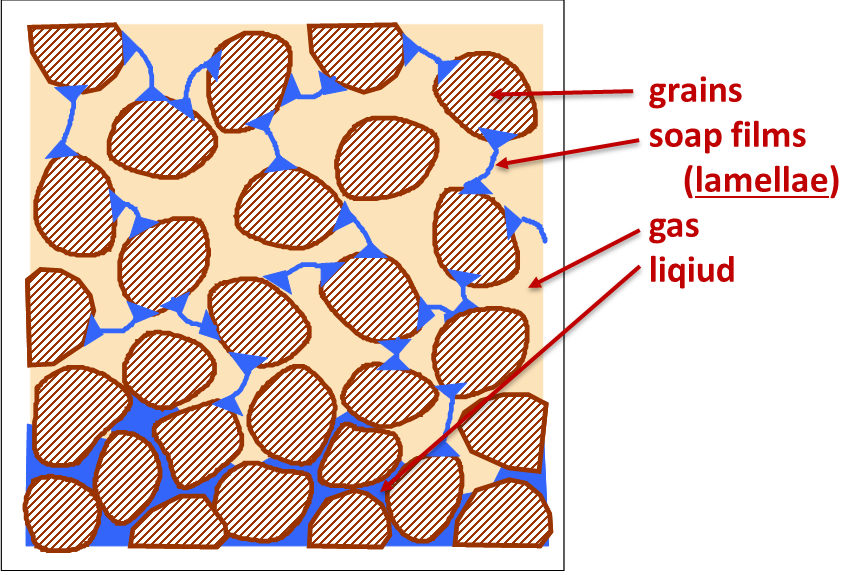 grains
soap films
(lamellae)
gas
liqiud